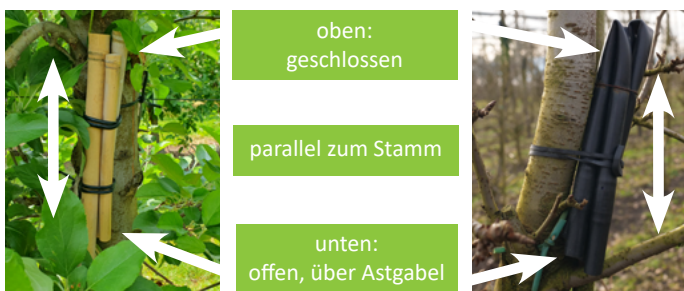 oben:
geschlossen
parallel zum Stamm
unten:
offen, über Astgabel